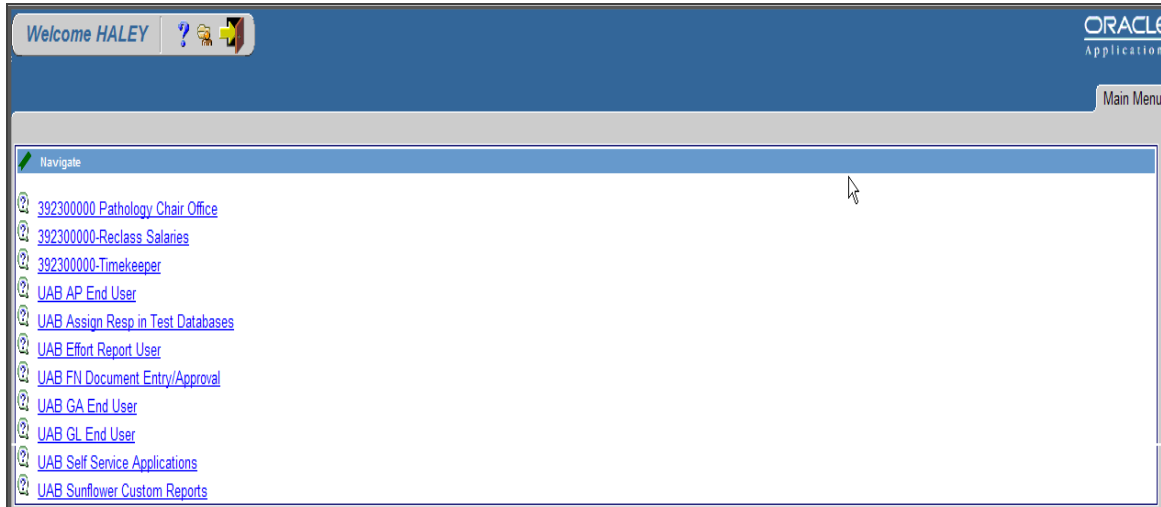 Welcome HALEY
ORACLE
Application
Main Menu
Navigate
392300000 Pathology Chair Office
392300000-Reclass Salaries
392300000-Timekeeper
UAB AP End User
UAB Assign Resp in Test Databases
UAB Effort Report User
UAB FN Document Entry/Approval
UAB GA End User
UAB GL End User
UAB Self Service Applications
UAB Sunflower Custom Reports